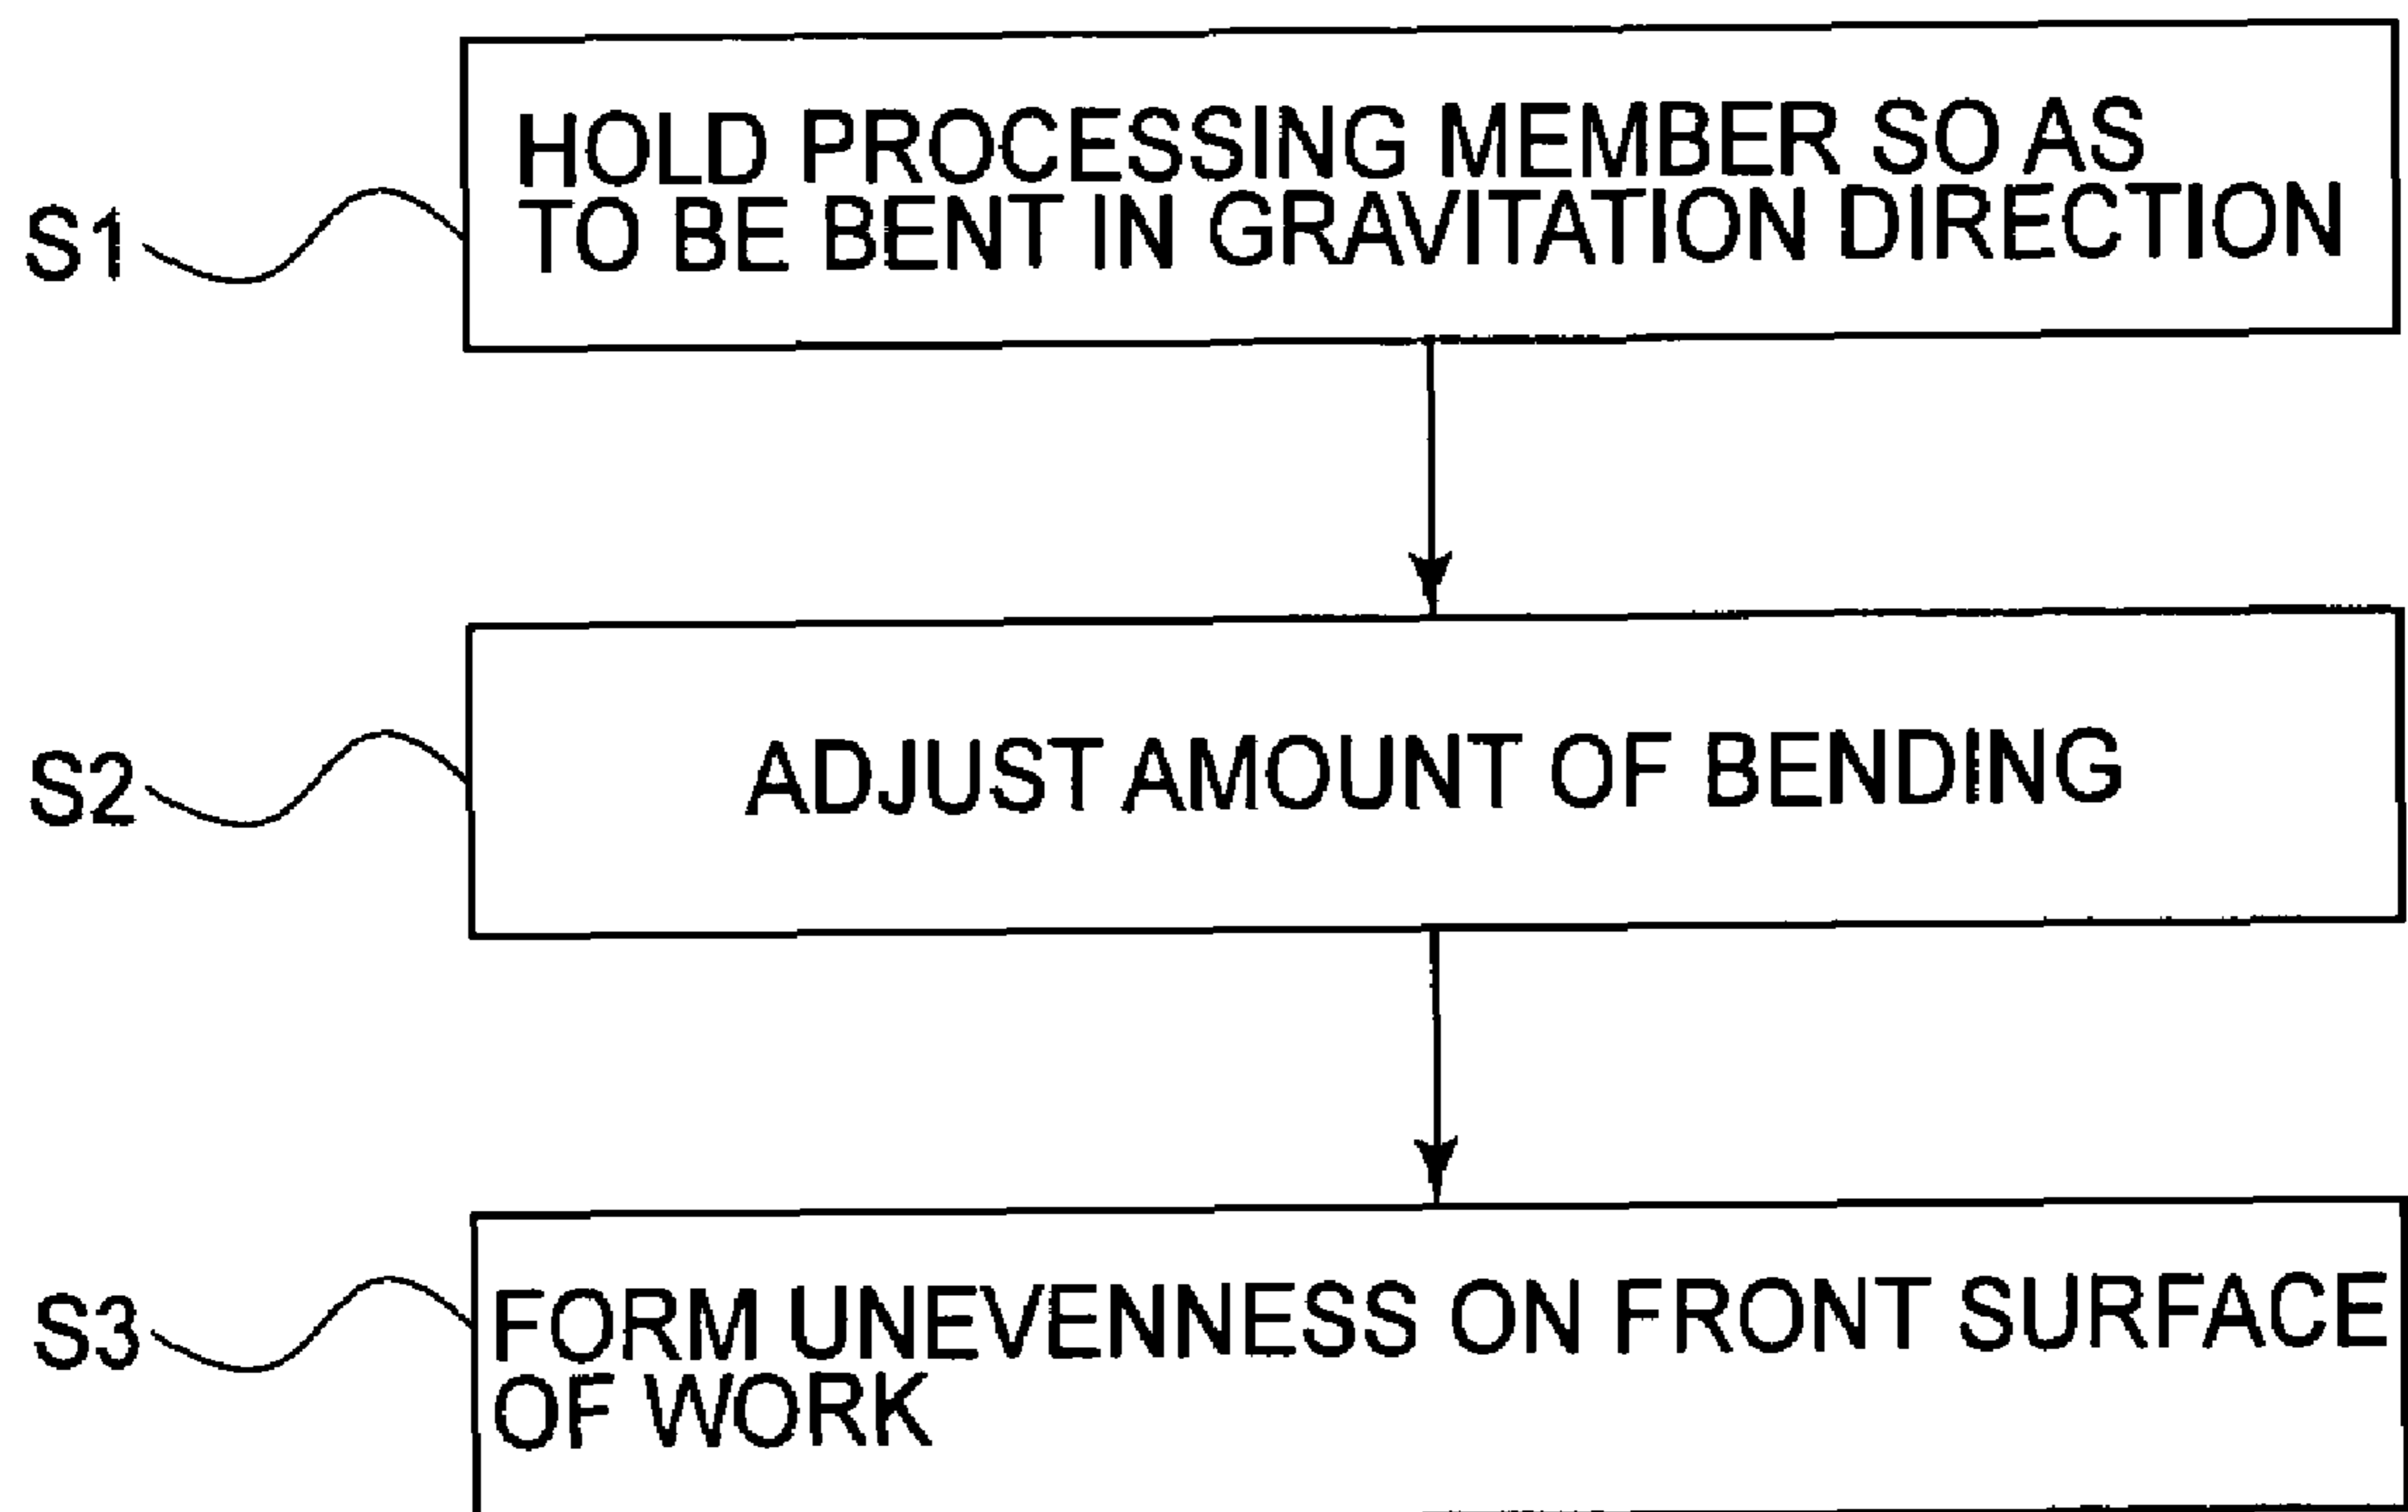 HOLD PROCESSING MEMBER SO AS
TO BE BENT IN GRAVITATION DIRECTION
S1
ADJUST AMOUNT OF BENDING
S2
FORM UNEVENNESS ON FRONT SURFACE
OF WORK
S3